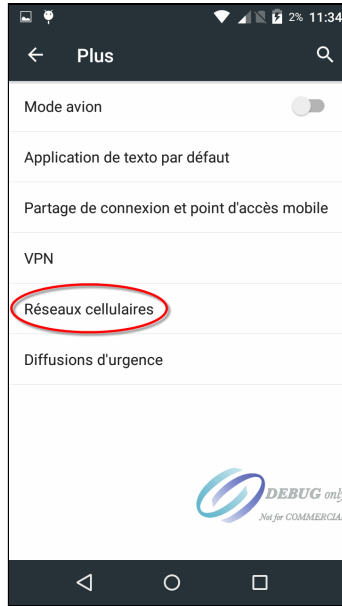 2% 11:34
Plus
Mode avion
Application de texto par défaut
Partage de connexion et point d'accès mobile
VPN
Réseaux cellulaires
Diffusions d'urgence
DEBUG only
Not for COMMERCIAL